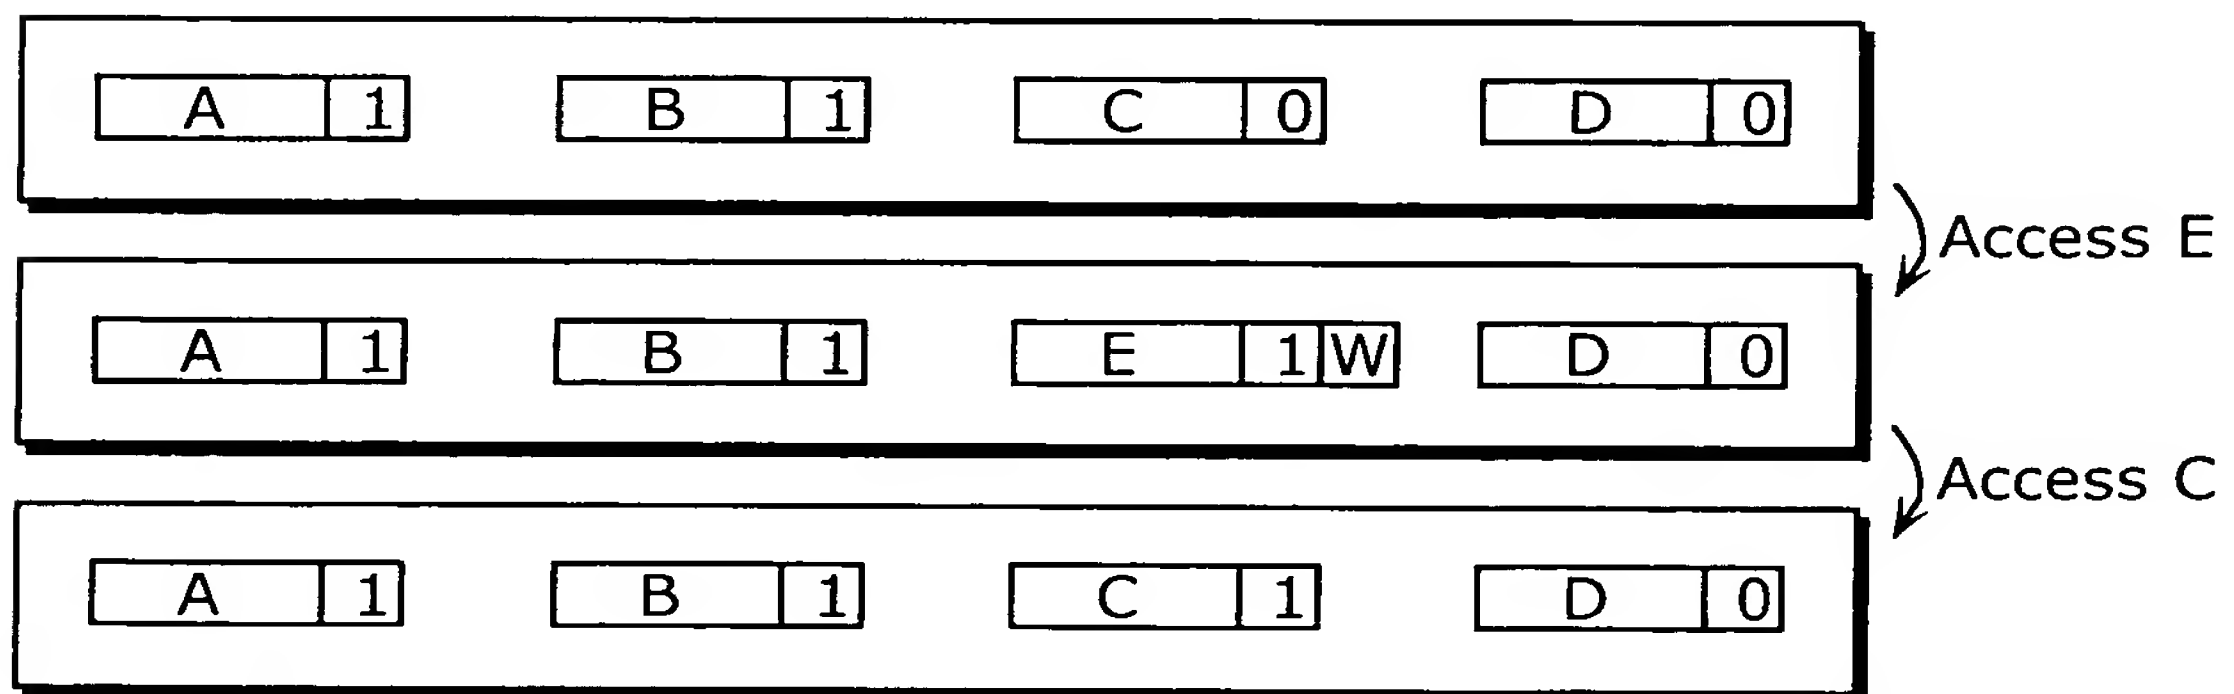 A 1 B 1 C 0 D 0
Access E
A 1 B 1 E 1 W D 0
Access C
A 1 B 1 C 1 D 0